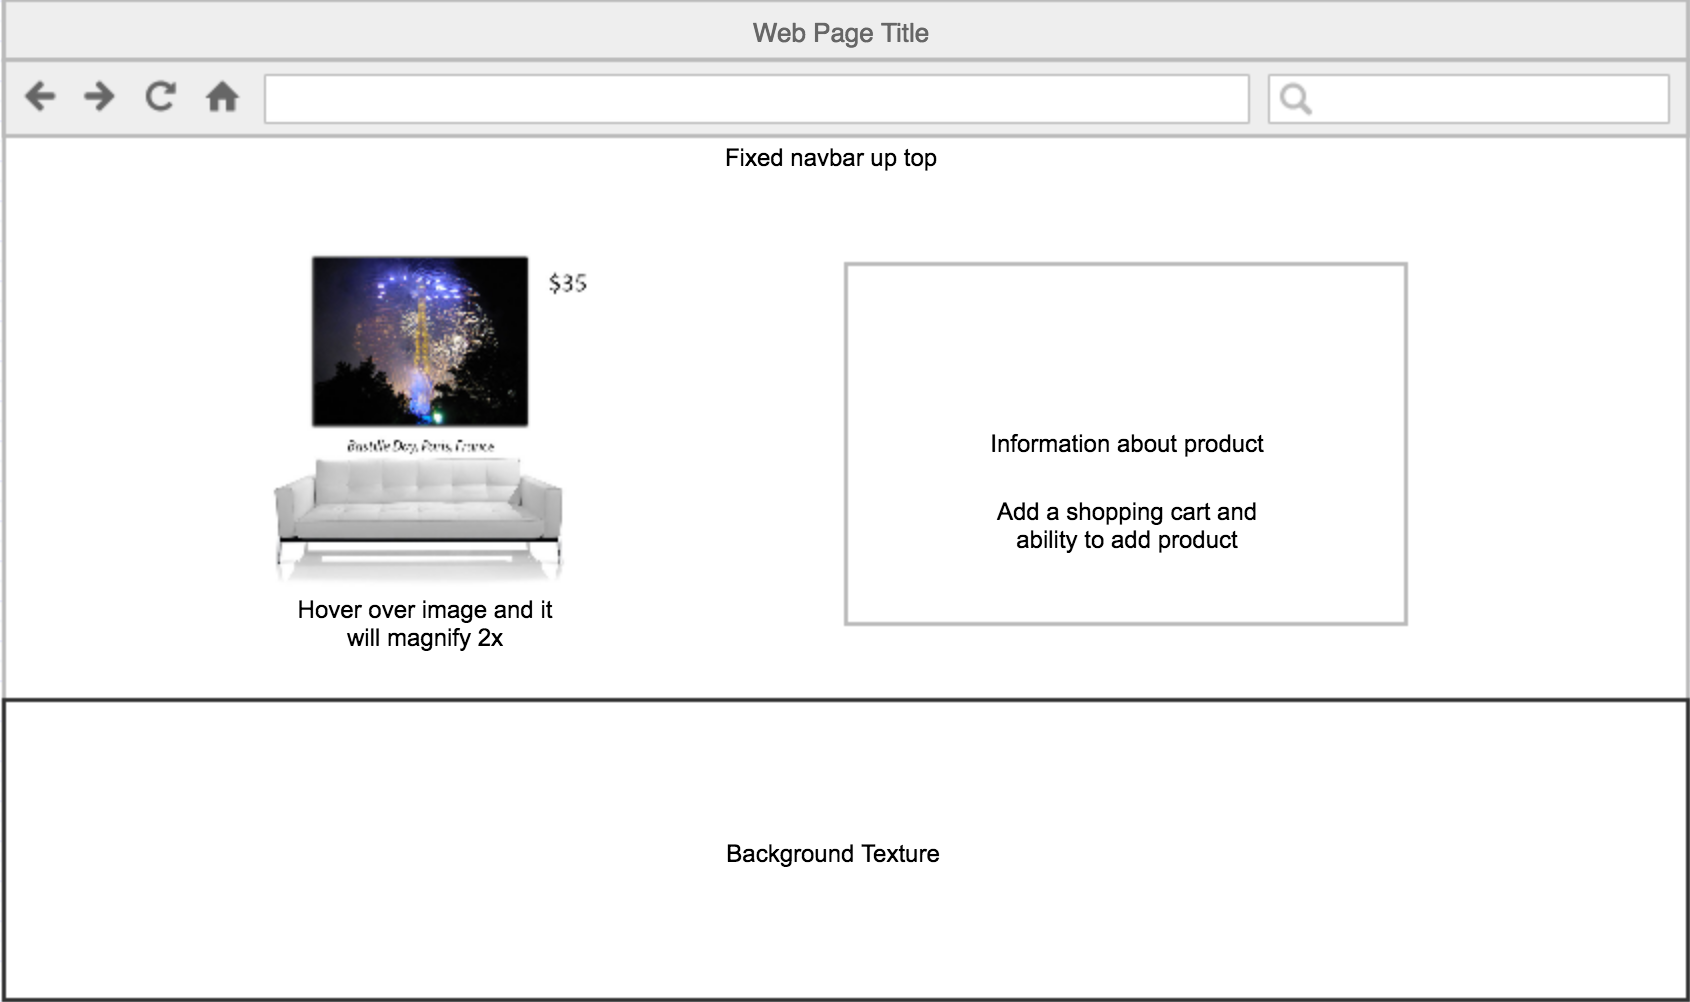 Web Page Title
Fixed navbar up top
$35
Bastille Day, Paris, France
Hover over image and it
will magnify 2x
Information about product
Add a shopping cart and
ability to add product
Background Texture